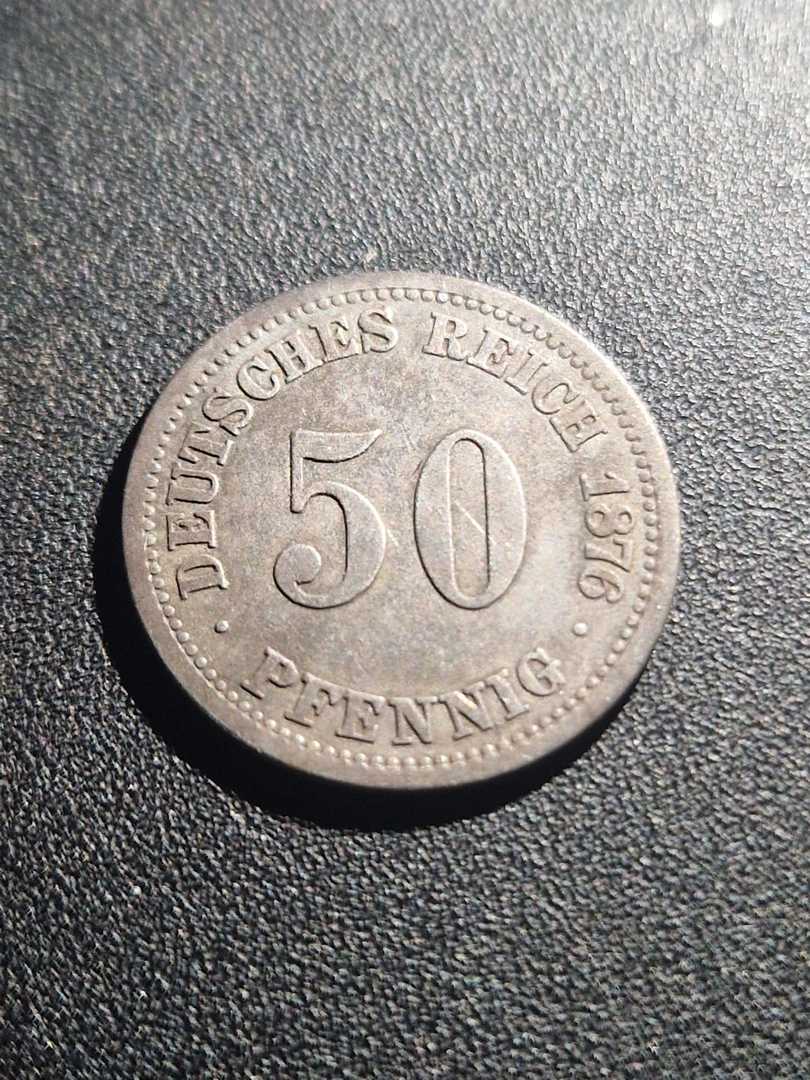 DEUTSCHES REICH 1876
50
· PFENNIG ·